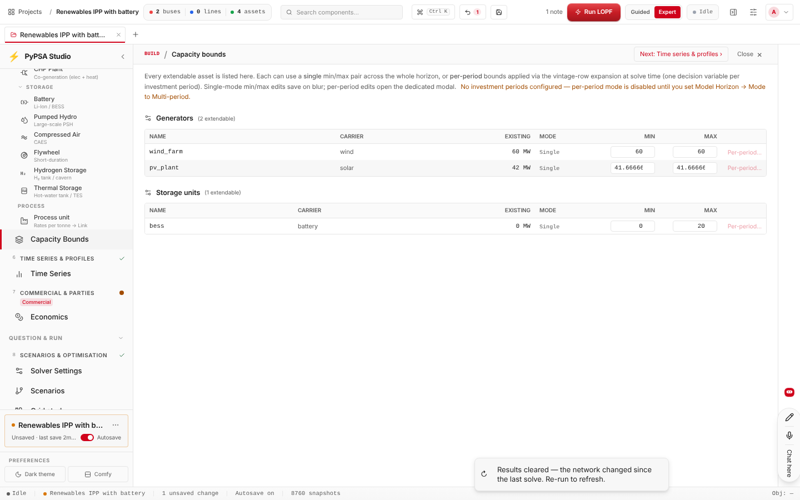 Projects / Renewables IPP with battery
2 buses 0 lines 4 assets
Search components...
Ctrl K
1
1 note
Run LOPF
Guided
Expert
Idle
A
Renewables IPP with batt...
PyPSA Studio
Co-generation (elec + heat)
STORAGE
Battery
Li-ion / BESS
Pumped Hydro
Large-scale PSH
Compressed Air
CAES
Flywheel
Short-duration
Hydrogen Storage
H₂ tank / cavern
Thermal Storage
Hot-water tank / TES
PROCESS
Process unit
Rates per tonne → Link
Capacity Bounds
6 TIME SERIES & PROFILES
Time Series
7 COMMERCIAL & PARTIES
Commercial
Economics
QUESTION & RUN
8 SCENARIOS & OPTIMISATION
Solver Settings
Scenarios
Renewables IPP with b...
Unsaved · last save 2m...
Autosave
PREFERENCES
Dark theme
Comfy
BUILD / Capacity bounds
Next: Time series & profiles ›
Close ×
Every extendable asset is listed here. Each can use a single min/max pair across the whole horizon, or per-period bounds applied via the vintage-row expansion at solve time (one decision variable per
investment period). Single-mode min/max edits save on blur; per-period edits open the dedicated modal. No Investment periods configured — per-period mode is disabled until you set Model Horizon → Mode
to Multi-period.
Generators (2 extendable)
NAME CARRIER EXISTING MODE MIN MAX
wind_farm wind 60 MW Single 60 60 Per-period...
pv_plant solar 42 MW Single 41.66666 41.66666 Per-period...
Storage units (1 extendable)
NAME CARRIER EXISTING MODE MIN MAX
bess battery 0 MW Single 0 20 Per-period...
Chat here
Results cleared — the network changed since
the last solve. Re-run to refresh.
Idle
Renewables IPP with battery
1 unsaved change
Autosave on
8760 snapshots
Obj: —